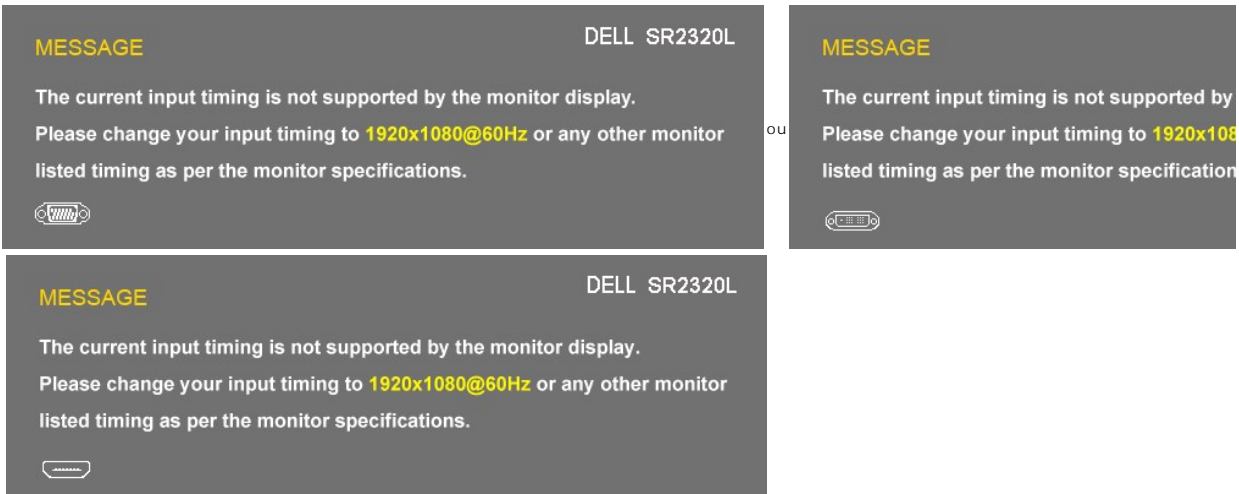 MESSAGE
DELL SR2320L
The current input timing is not supported by the monitor display.
Please change your input timing to 1920x1080@60Hz or any other monitor
listed timing as per the monitor specifications.
ou
MESSAGE
The current input timing is not supported by
Please change your input timing to 1920x108
listed timing as per the monitor specification
MESSAGE
DELL SR2320L
The current input timing is not supported by the monitor display.
Please change your input timing to 1920x1080@60Hz or any other monitor
listed timing as per the monitor specifications.